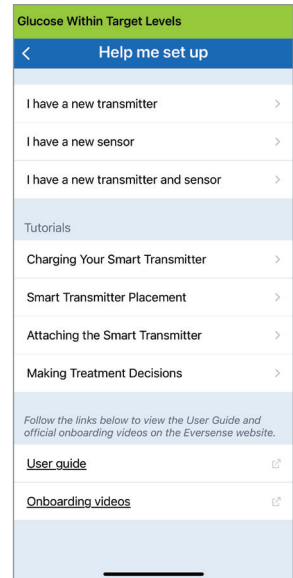 Glucose Within Target Levels
Help me set up
I have a new transmitter
I have a new sensor
I have a new transmitter and sensor
Tutorials
Charging Your Smart Transmitter
Smart Transmitter Placement
Attaching the Smart Transmitter
Making Treatment Decisions
Follow the links below to view the User Guide and
official onboarding videos on the Eversense website.
User guide
Onboarding videos